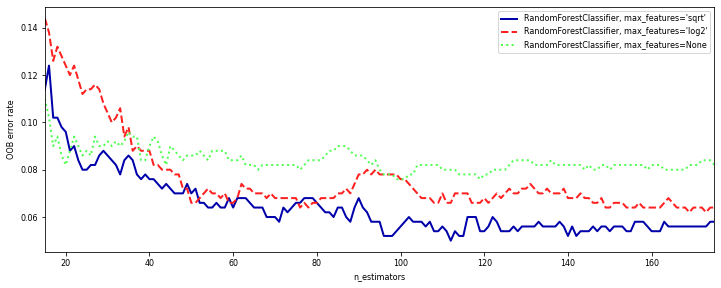 RandomForestClassifier, max_features='sqrt'
RandomForestClassifier, max_features='log2'
RandomForestClassifier, max_features=None
OOB error rate
0.14
0.12
0.10
0.08
0.06
20 40 60 80 100 120 140 160
n_estimators